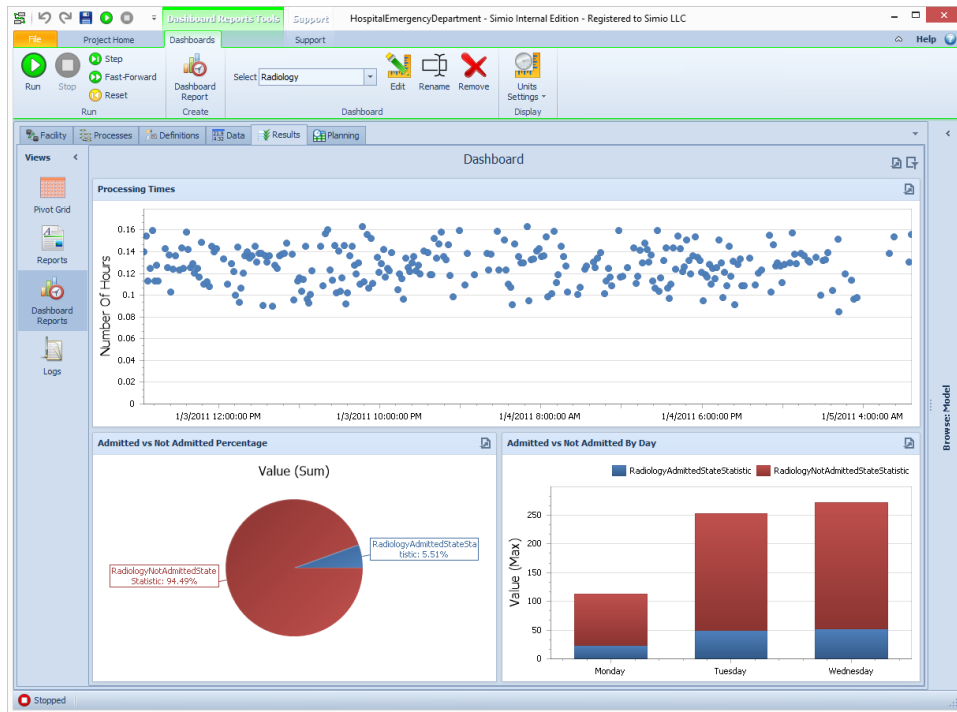 Dashboard Reports Tools
Support
HospitalEmergencyDepartment - Simio Internal Edition - Registered to Simio LLC
File
Project Home
Dashboards
Support
Help
Run
Stop
Step
Fast-Forward
Reset
Run
Dashboard
Report
Create
Select
Radiology
Edit
Rename
Remove
Dashboard
Units
Settings
Display
Facility
Processes
Definitions
Data
Results
Planning
Views
Pivot Grid
Reports
Dashboard
Reports
Logs
Dashboard
Processing Times
Number Of Hours
0.16
0.14
0.12
0.1
0.08
0.06
0.04
0.02
0
1/3/2011 12:00:00 PM
1/3/2011 10:00:00 PM
1/4/2011 8:00:00 AM
1/4/2011 6:00:00 PM
1/5/2011 4:00:00 AM
Admitted vs Not Admitted Percentage
Value (Sum)
RadiologyAdmittedStateSta
tistic: 5.51%
RadiologyNotAdmittedState
Statistic: 94.49%
Admitted vs Not Admitted By Day
RadiologyAdmittedStateStatistic
RadiologyNotAdmittedStateStatistic
Value (Max)
250
200
150
100
50
0
Monday
Tuesday
Wednesday
Browse: Model
Stopped